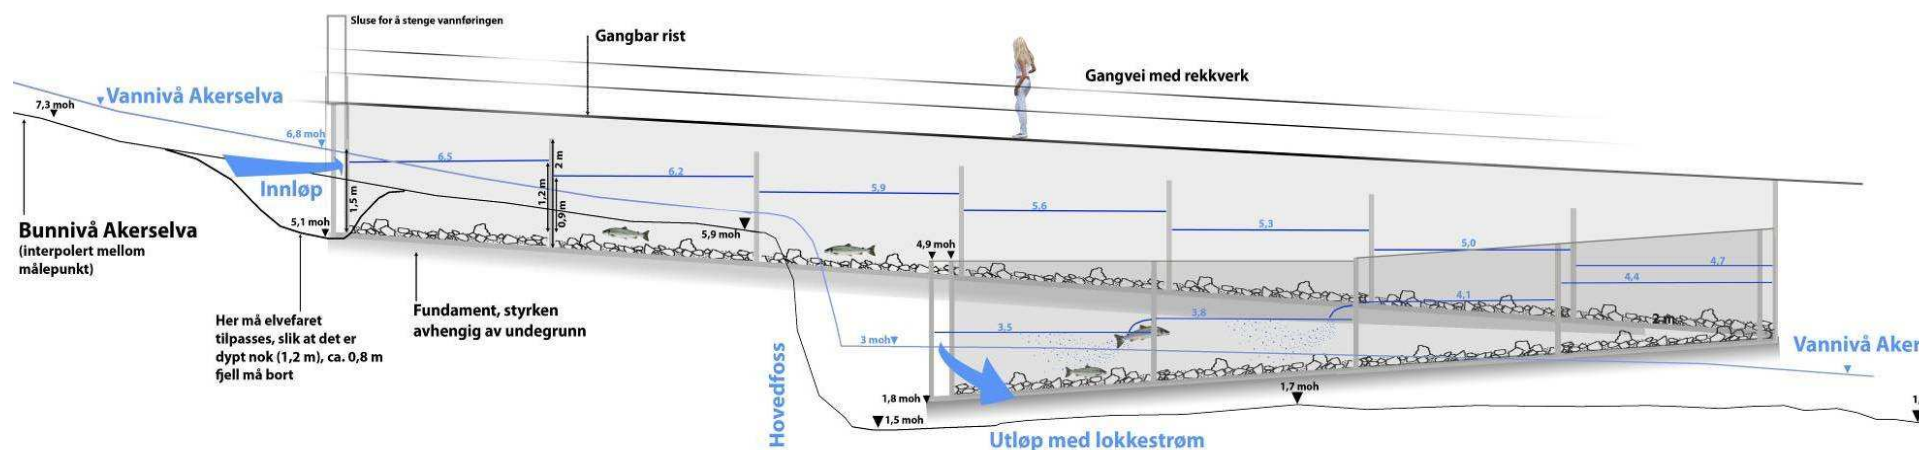 Sluse for å stenge vannføringen
Gangbar rist
Gangvei med rekkverk
Vannivå Akerselva
7,3 moh
6,8 moh
6.5
2 m
6.2
5.9
5.6
5.3
5,0
4,7
4,4
4.1
3,8
3.5
Innløp
1,5 m
1,2 m
0,9 m
5,1 moh
5,9 moh
4,9 moh
Bunnivå Akerselva
(interpolert mellom
målepunkt)
Her må elvefaret
tilpasses, slik at det er
dypt nok (1,2 m), ca. 0,8 m
fjell må bort
Fundament, styrken
avhengig av undegrunn
Hovedfoss
3 moh
2 m
Vannivå Aker
1,8 moh
1,5 moh
1,7 moh
1,
Utløp med lokkestrøm